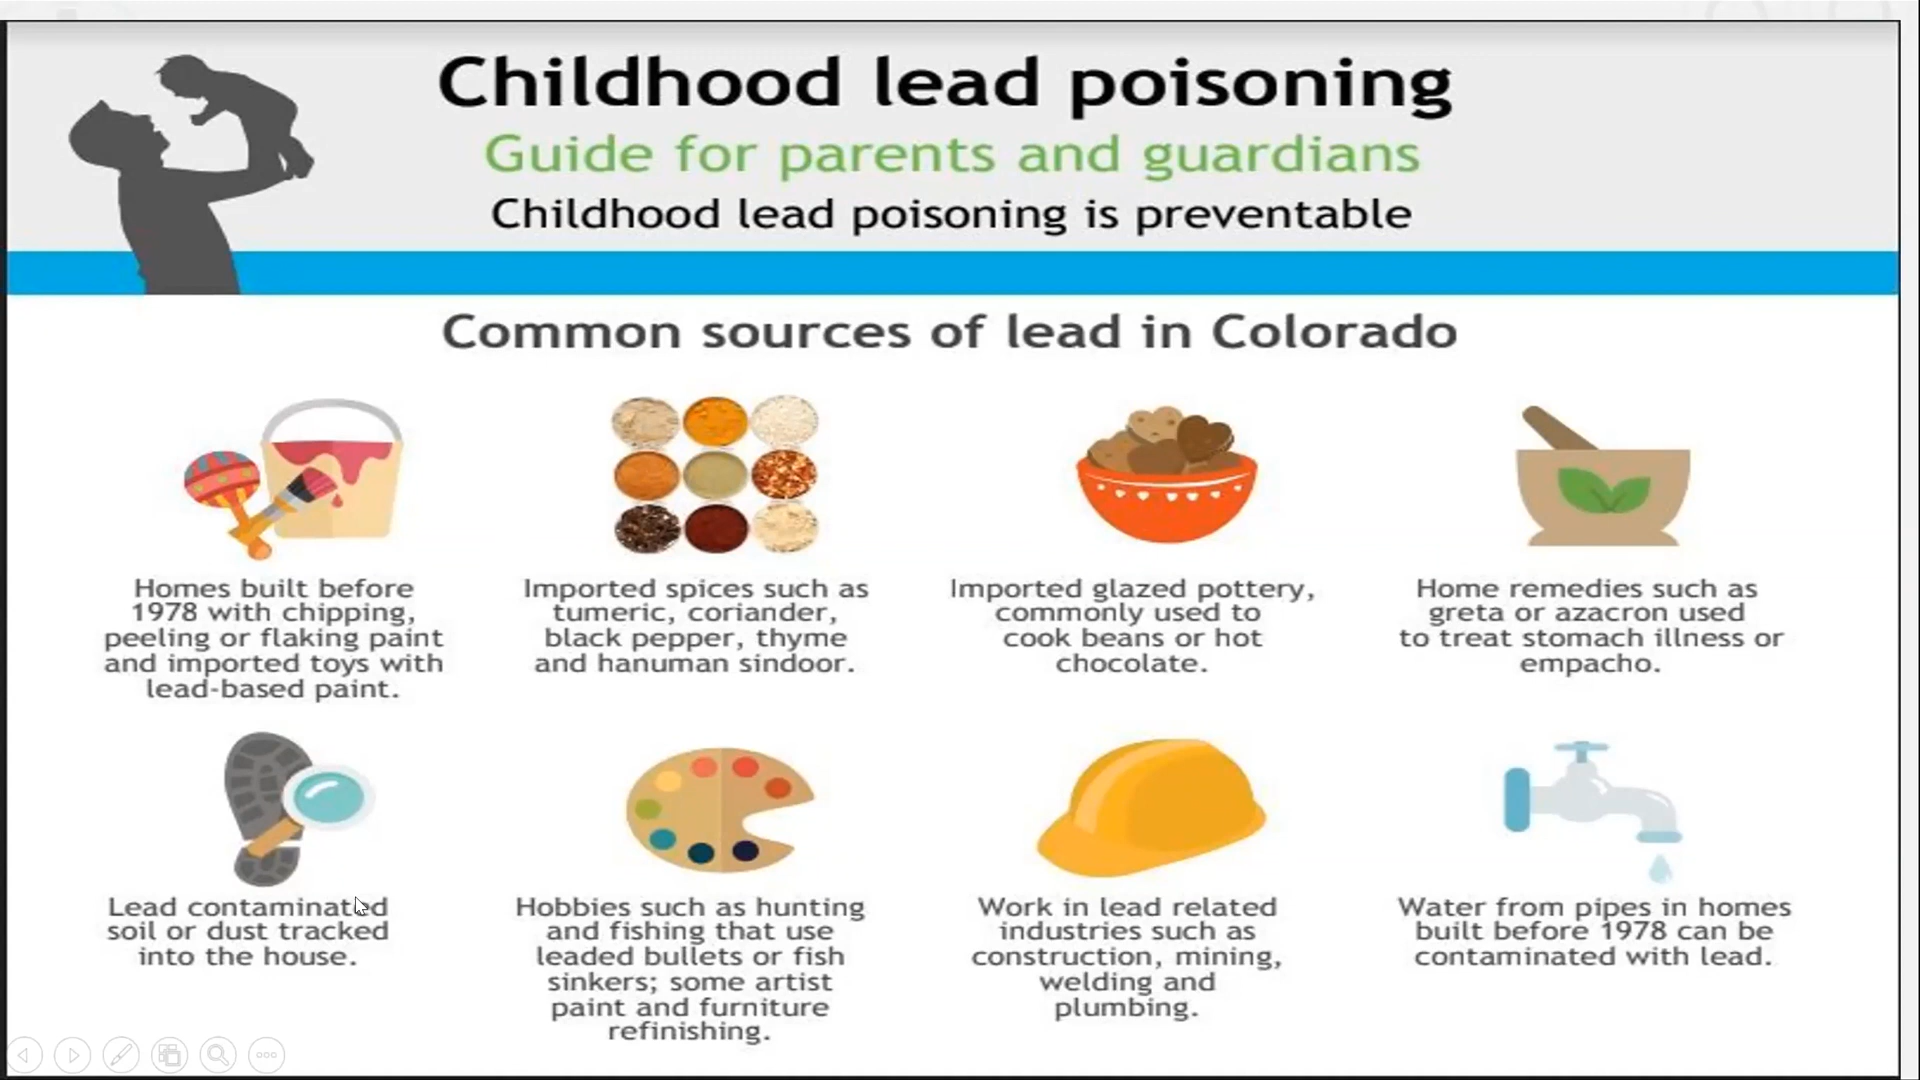 Childhood lead poisoning
Guide for parents and guardians
Childhood lead poisoning is preventable
Common sources of lead in Colorado
Homes built before
1978 with chipping,
peeling or flaking paint
and imported toys with
lead-based paint.
Imported spices such as
tumeric, coriander,
black pepper, thyme
and hanuman sindoor.
Imported glazed pottery,
commonly used to
cook beans or hot
chocolate.
Home remedies such as
greta or azacron used
to treat stomach illness or
empacho.
Lead contaminated
soil or dust tracked
into the house.
Hobbies such as hunting
and fishing that use
leaded bullets or fish
sinkers; some artist
paint and furniture
refinishing.
Work in lead related
industries such as
construction, mining,
welding and
plumbing.
Water from pipes in homes
built before 1978 can be
contaminated with lead.